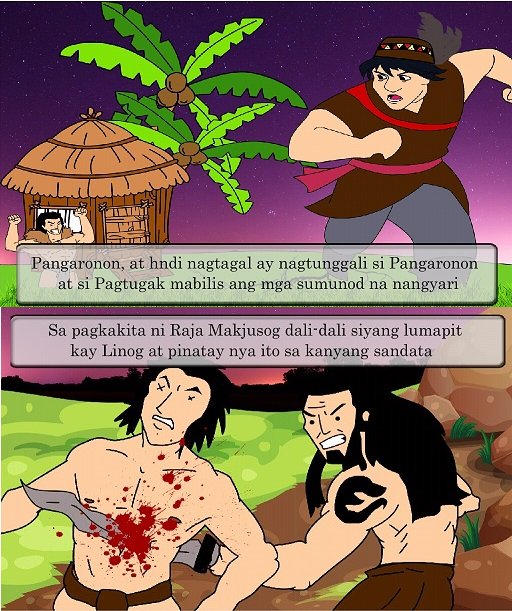 Pangaronon, at hndi nagtagal ay nagtunggali si Pangaronon
at si Pagtugak mabilis ang mga sumunod na nangyari
Sa pagkakita ni Raja Makjusog dali-dali siyang lumapit
kay Linog at pinatay nya ito sa kanyang sandata